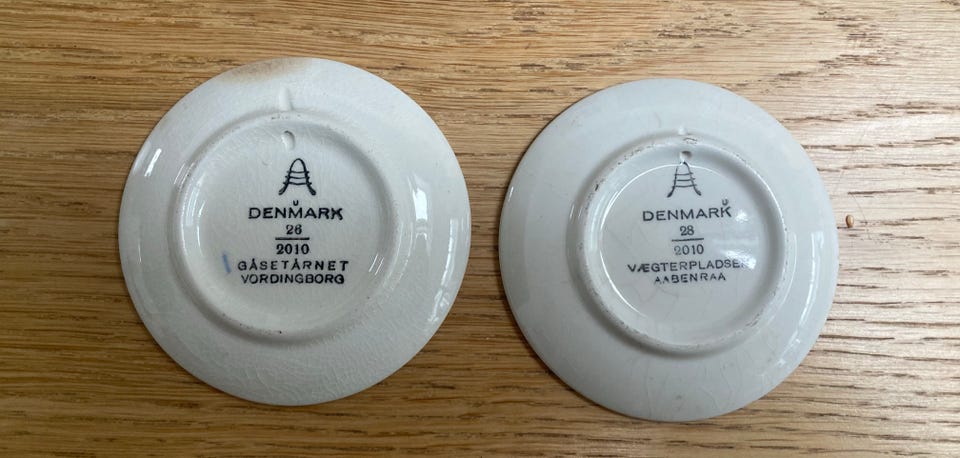 DENMARK
26
2010
GÅSETÅRNET
VORDINGBORG
DENMARK
28
2010
VÆGTERPLADSEN
AABENRAA